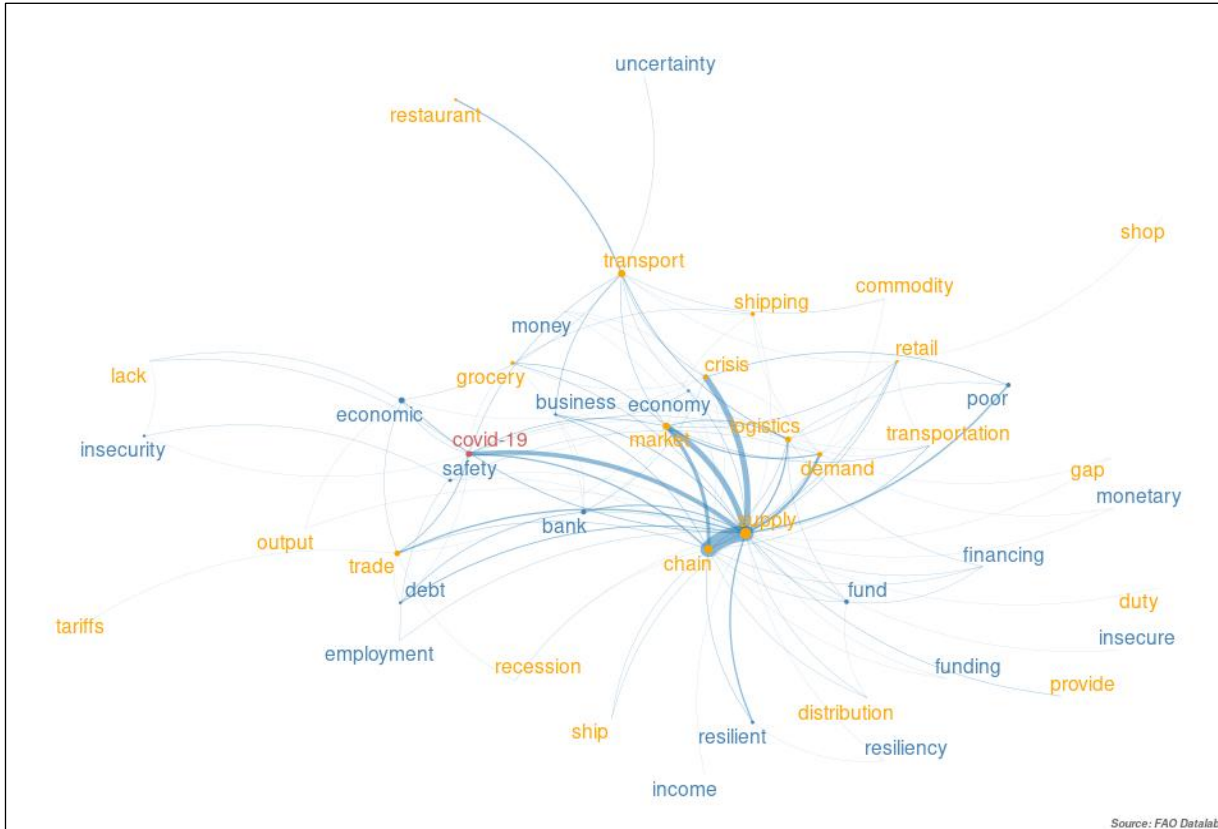 uncertainty
restaurant
shop
transport
commodity
shipping
money
retail
crisis
lack
grocery
poor
business
economy
economic
logistics
transportation
market
covid-19
insecurity
safety
demand
gap
monetary
supply
bank
output
financing
trade
chain
debt
fund
duty
tariffs
insecure
employment
recession
funding
provide
distribution
ship
resilient
resiliency
income
Source: FAO Datalab